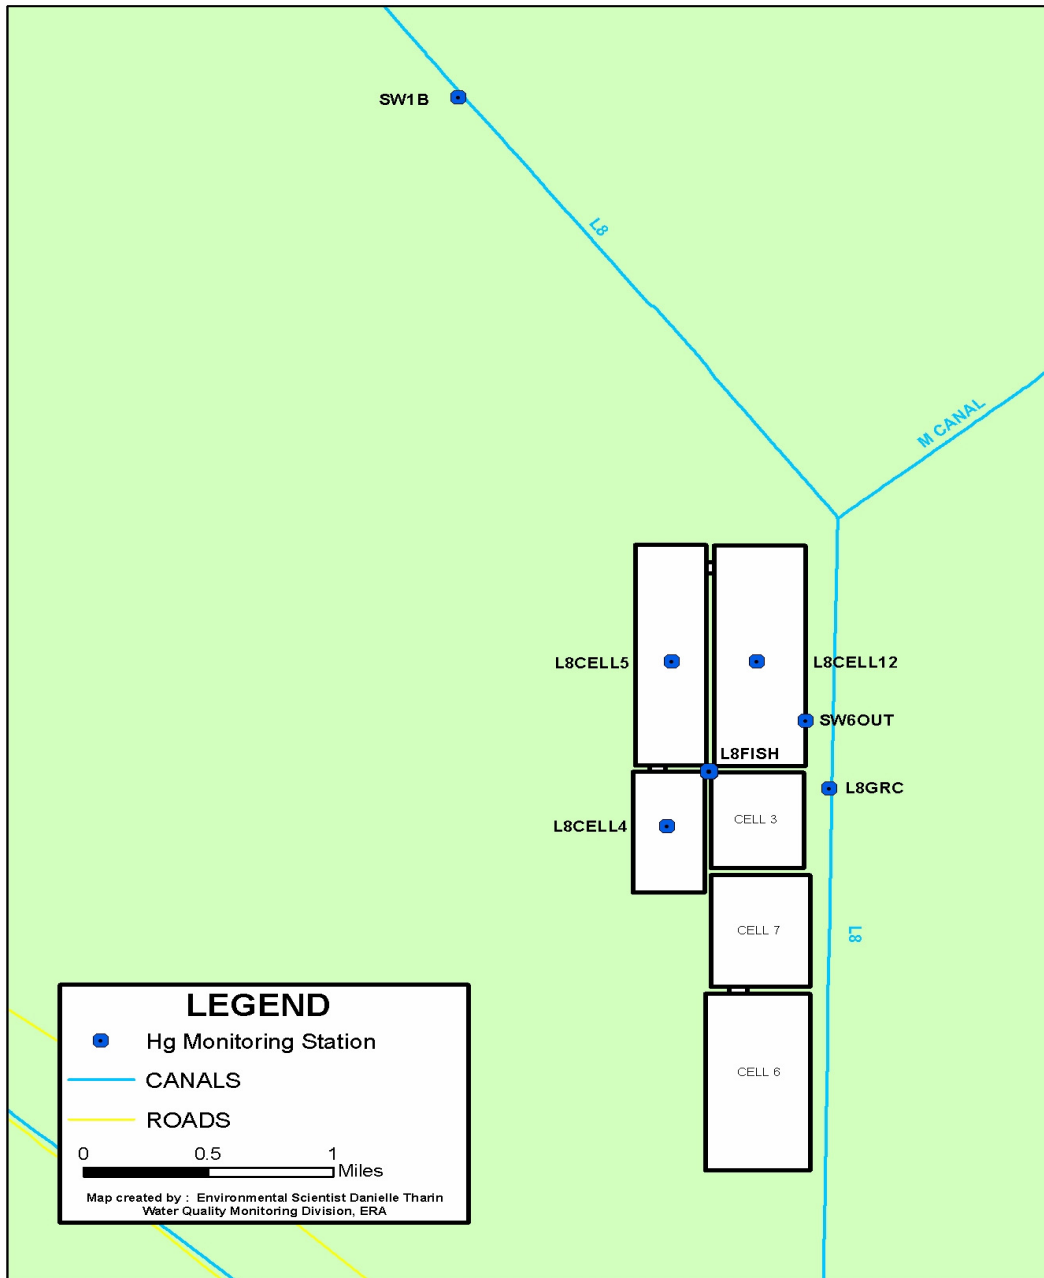 SW1B
L8
M CANAL
L8CELL5
L8CELL12
SW6OUT
L8FISH
L8GRC
L8CELL4
CELL 3
CELL 7
L8
CELL 6
LEGEND
Hg Monitoring Station
CANALS
ROADS
0 0.5 1
Miles
Map created by : Environmental Scientist Danielle Tharin
Water Quality Monitoring Division, ERA